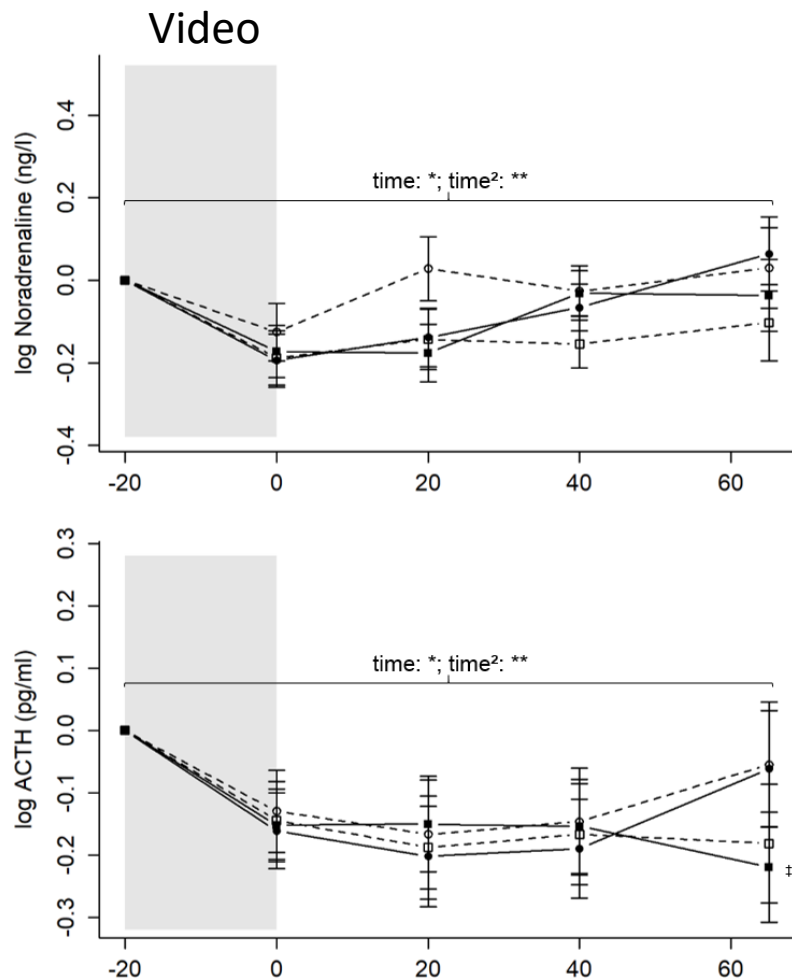 Video
log Noradrenaline (ng/l)
0.4
0.2
0.0
-0.2
-0.4
time: *; time²: **
-20 0 20 40 60
log ACTH (pg/ml)
0.3
0.2
0.1
0.0
-0.1
-0.2
-0.3
time: *; time²: **
‡
-20 0 20 40 60